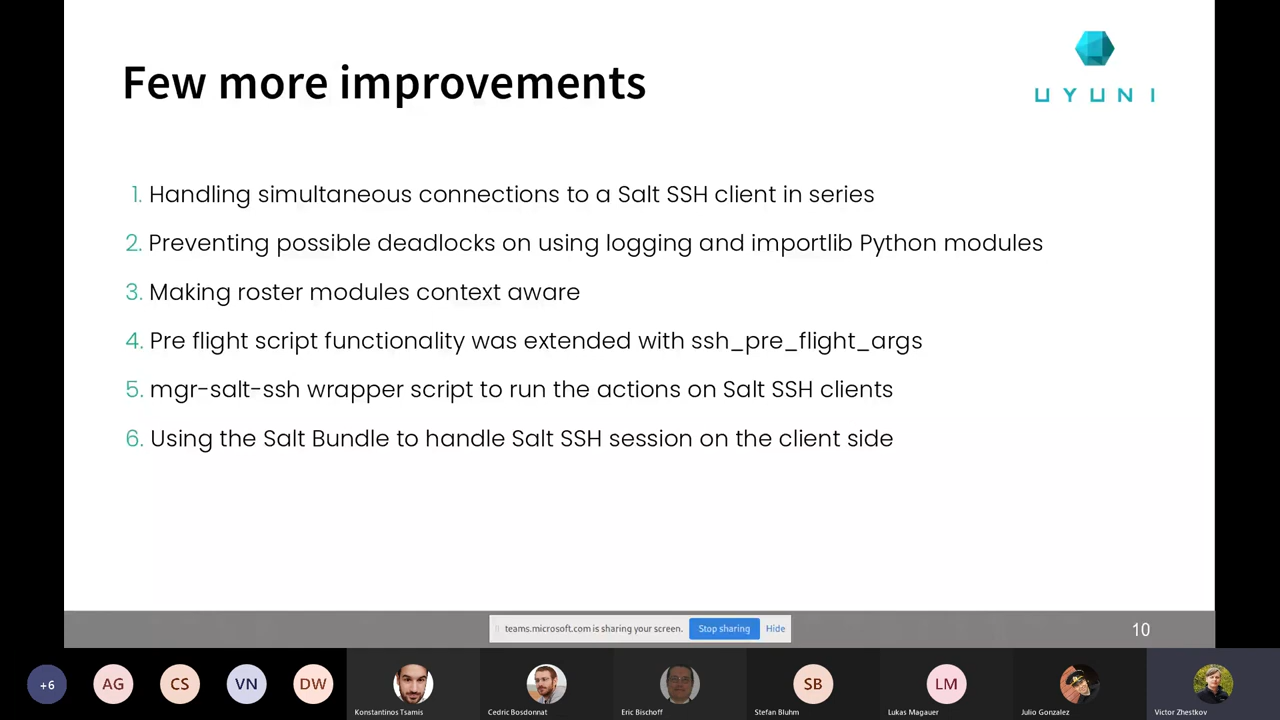 Few more improvements
UYUNI
1. Handling simultaneous connections to a Salt SSH client in series
2. Preventing possible deadlocks on using logging and importlib Python modules
3. Making roster modules context aware
4. Pre flight script functionality was extended with ssh_pre_flight_args
5. mgr-salt-ssh wrapper script to run the actions on Salt SSH clients
6. Using the Salt Bundle to handle Salt SSH session on the client side
teams.microsoft.com is sharing your screen. Stop sharing Hide
10
+6 AG CS VN DW SB LM
Konstantinos Tsamis Cedric Bosdonnat Eric Bischoff Stefan Bluhm Lukas Magauer Julio Gonzalez Victor Zhestkov